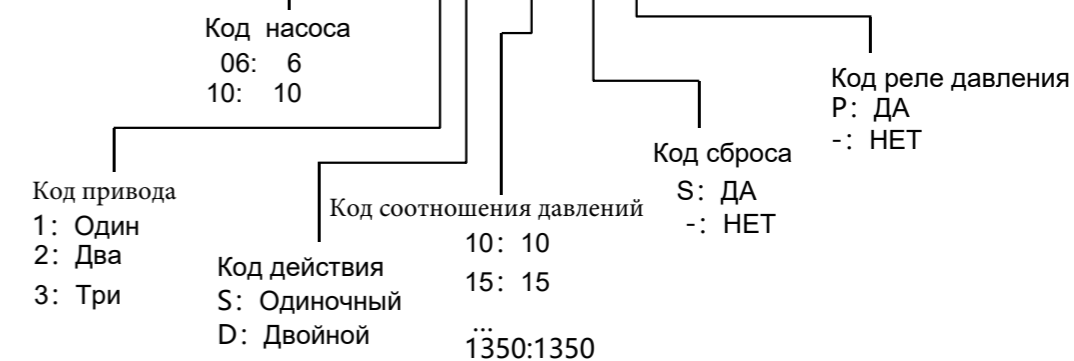 Код насоса
06: 6
10: 10
Код реле давления
P: ДА
-: НЕТ
Код сброса
S: ДА
-: НЕТ
Код привода
1: Один
2: Два
3: Три
Код соотношения давлений
10: 10
15: 15
...
1350:1350
Код действия
S: Одиночный
D: Двойной